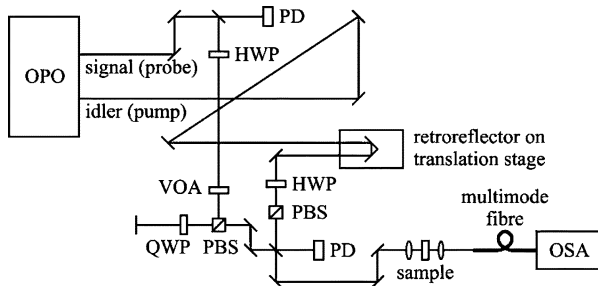 PD
HWP
OPO
signal (probe)
idler (pump)
retroreflector on
translation stage
VOA
HWP
PBS
multimode
fibre
QWP
PBS
PD
sample
OSA